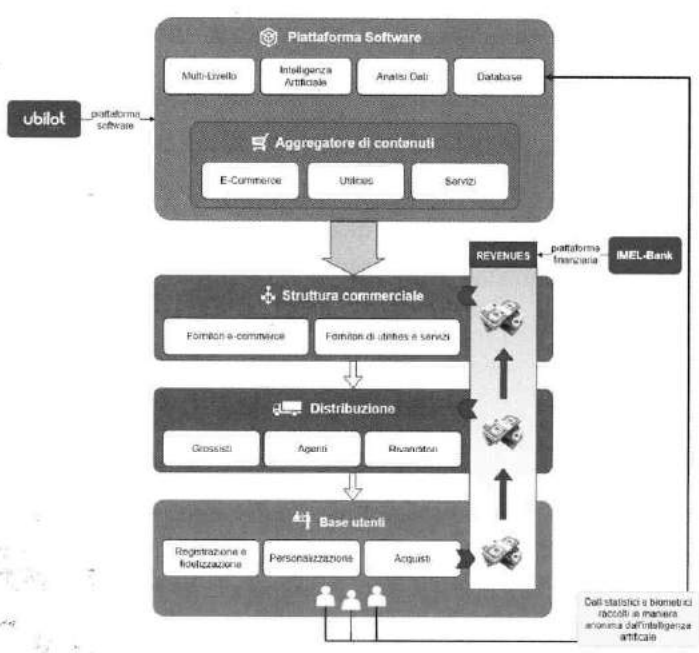 Piattaforma Software
Multi-Livello
Intelligenza
Artificiale
Analisi Dati
Database
ubilot
piattaforma
software
Aggregatore di contenuti
E-Commerce
Utilities
Servizi
REVENUES
piattaforma
finanziaria
IMEL-Bank
Struttura commerciale
Fornitori e-commerce
Fornitori di utilities e servizi
Distribuzione
Grossisti
Agenti
Rivenditori
Base utenti
Registrazione e
fidelizzazione
Personalizzazione
Acquisti
Dati statistici e biometrici
raccolti in maniera
anonima dall'intelligenza
artificale